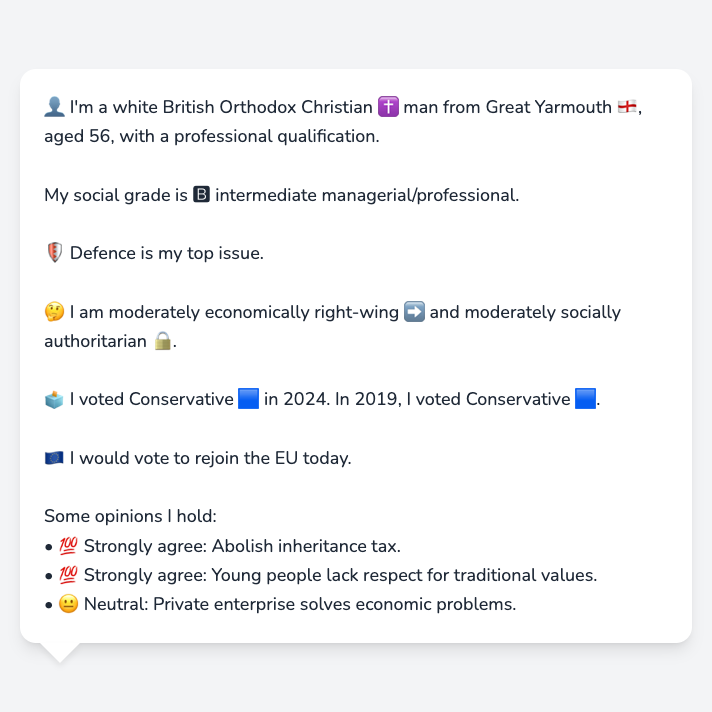 👤 I'm a white British Orthodox Christian ✝️ man from Great Yarmouth 🏴󠁧󠁢󠁥󠁮󠁧󠁿,
aged 56, with a professional qualification.
My social grade is 🅱 intermediate managerial/professional.
🛡️ Defence is my top issue.
🤔 I am moderately economically right-wing ➡️ and moderately socially
authoritarian 🔒.
🗳️ I voted Conservative 🟦 in 2024. In 2019, I voted Conservative 🟦.
🇪🇺 I would vote to rejoin the EU today.
Some opinions I hold:
• 💯 Strongly agree: Abolish inheritance tax.
• 💯 Strongly agree: Young people lack respect for traditional values.
• 😐 Neutral: Private enterprise solves economic problems.